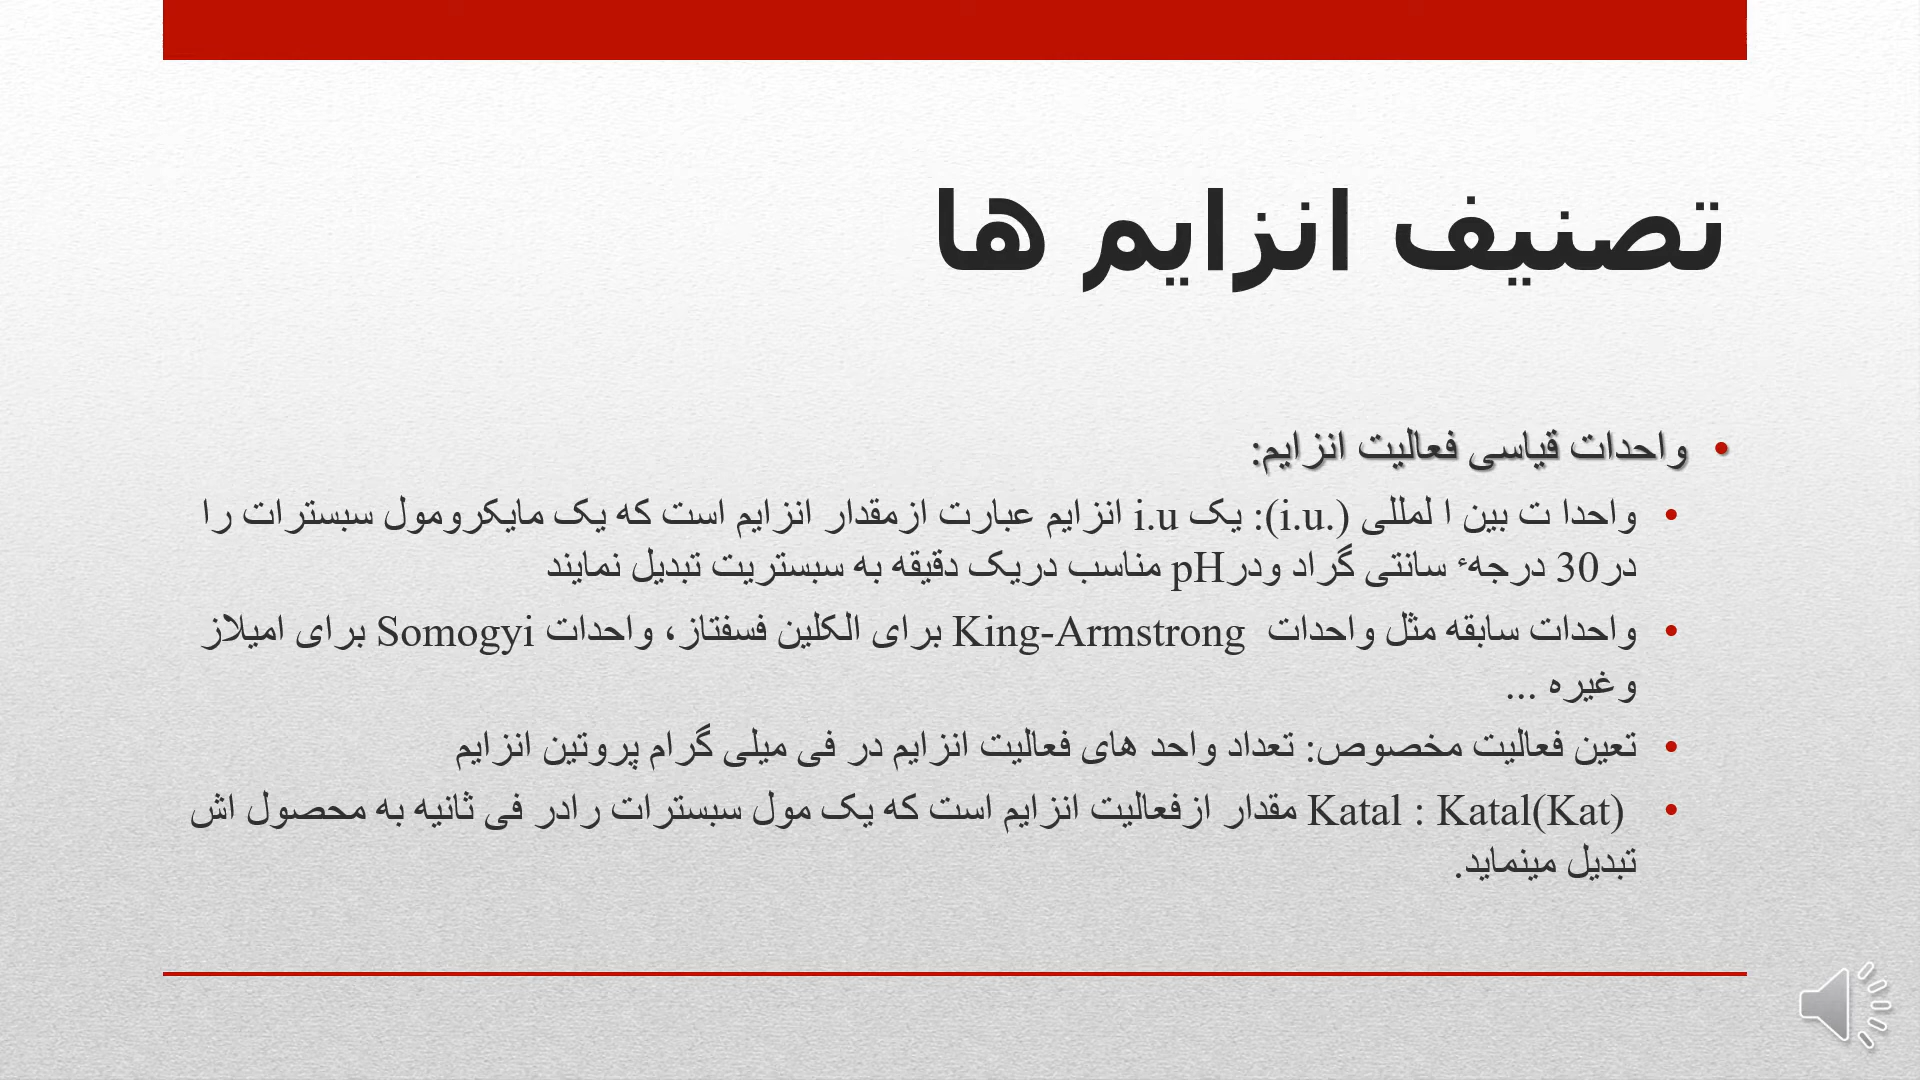 تصنیف انزایم ها
• واحدات قیاسی فعالیت انزایم:
• واحدا ت بین ا لمللی (.i.u): یک i.u انزایم عبارت ازمقدار انزایم است که یک مایکرومول سبسترات را
در30 درجهٔ سانتی گراد ودرpH مناسب دریک دقیقه به سبستریت تبدیل نمایند
• واحدات سابقه مثل واحدات King-Armstrong برای الکلین فسفتاز، واحدات Somogyi برای امیلاز
وغیره ...
• تعین فعالیت مخصوص: تعداد واحد های فعالیت انزایم در فی میلی گرام پروتین انزایم
• Katal : Katal(Kat) مقدار ازفعالیت انزایم است که یک مول سبسترات رادر فی ثانیه به محصول اش
تبدیل مینماید.